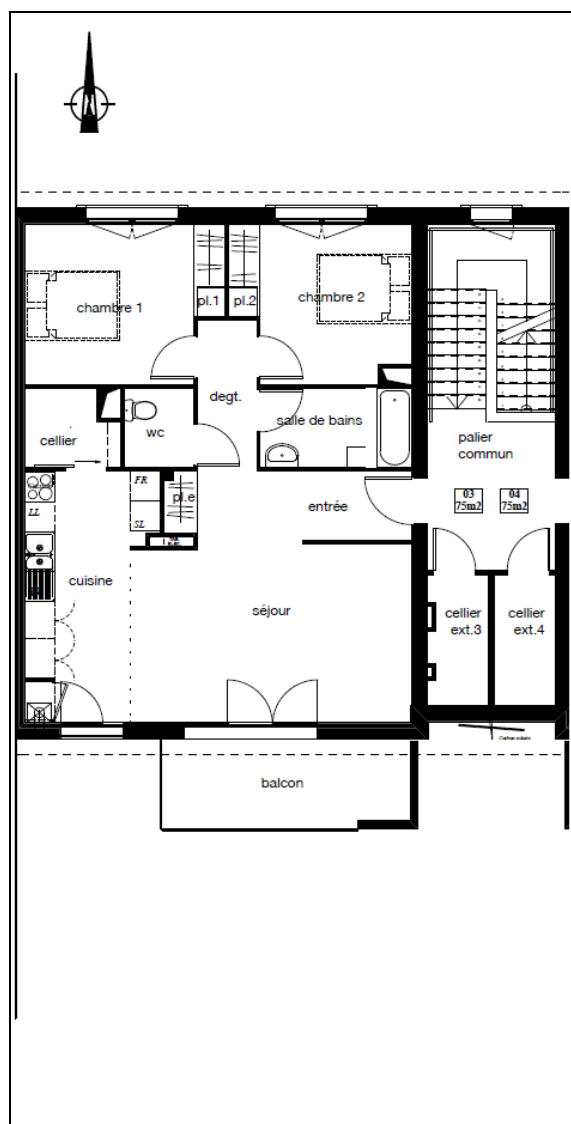 chambre 1
pl.1
pl.2
chambre 2
degt.
wc
salle de bains
cellier
palier
commun
FR
pl.e
entrée
LL
SL
03
75m2
04
75m2
cuisine
séjour
cellier
ext.3
cellier
ext.4
balcon